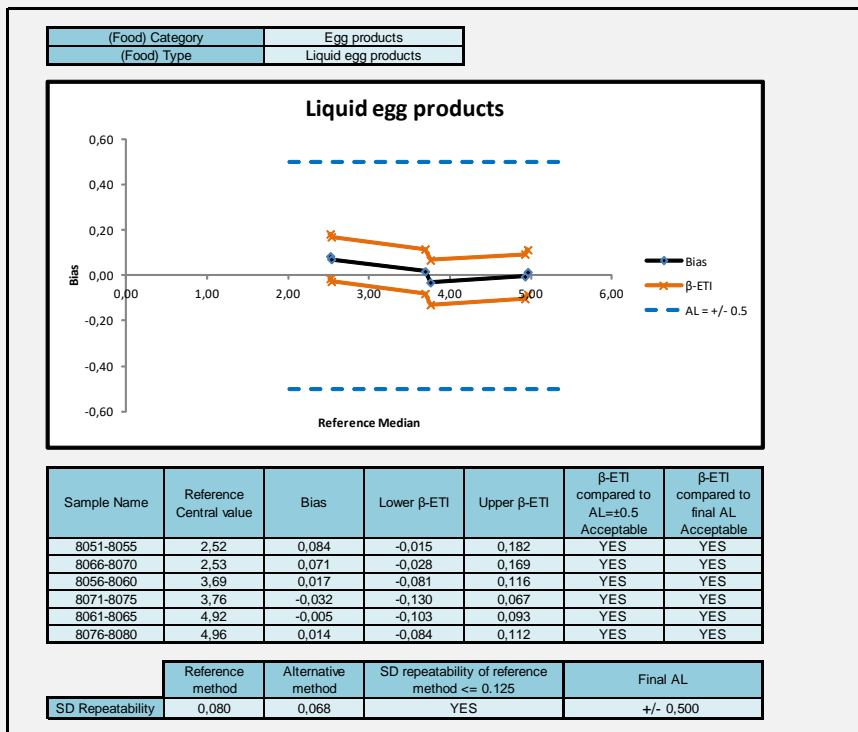 (Food) Category Egg products
(Food) Type Liquid egg products
Liquid egg products
0,60
0,40
0,20
0,00
-0,20
-0,40
-0,60
0,00 1,00 2,00 3,00 4,00 5,00 6,00
Bias
Reference Median
Bias
β-ETI
AL = +/- 0.5
Sample Name Reference Central value Bias Lower β-ETI Upper β-ETI β-ETI compared to AL=±0.5 Acceptable β-ETI compared to final AL Acceptable
8051-8055 2,52 0,084 -0,015 0,182 YES YES
8066-8070 2,53 0,071 -0,028 0,169 YES YES
8056-8060 3,69 0,017 -0,081 0,116 YES YES
8071-8075 3,76 -0,032 -0,130 0,067 YES YES
8061-8065 4,92 -0,005 -0,103 0,093 YES YES
8076-8080 4,96 0,014 -0,084 0,112 YES YES
Reference method Alternative method SD repeatability of reference method <= 0.125 Final AL
SD Repeatability 0,080 0,068 YES +/- 0,500